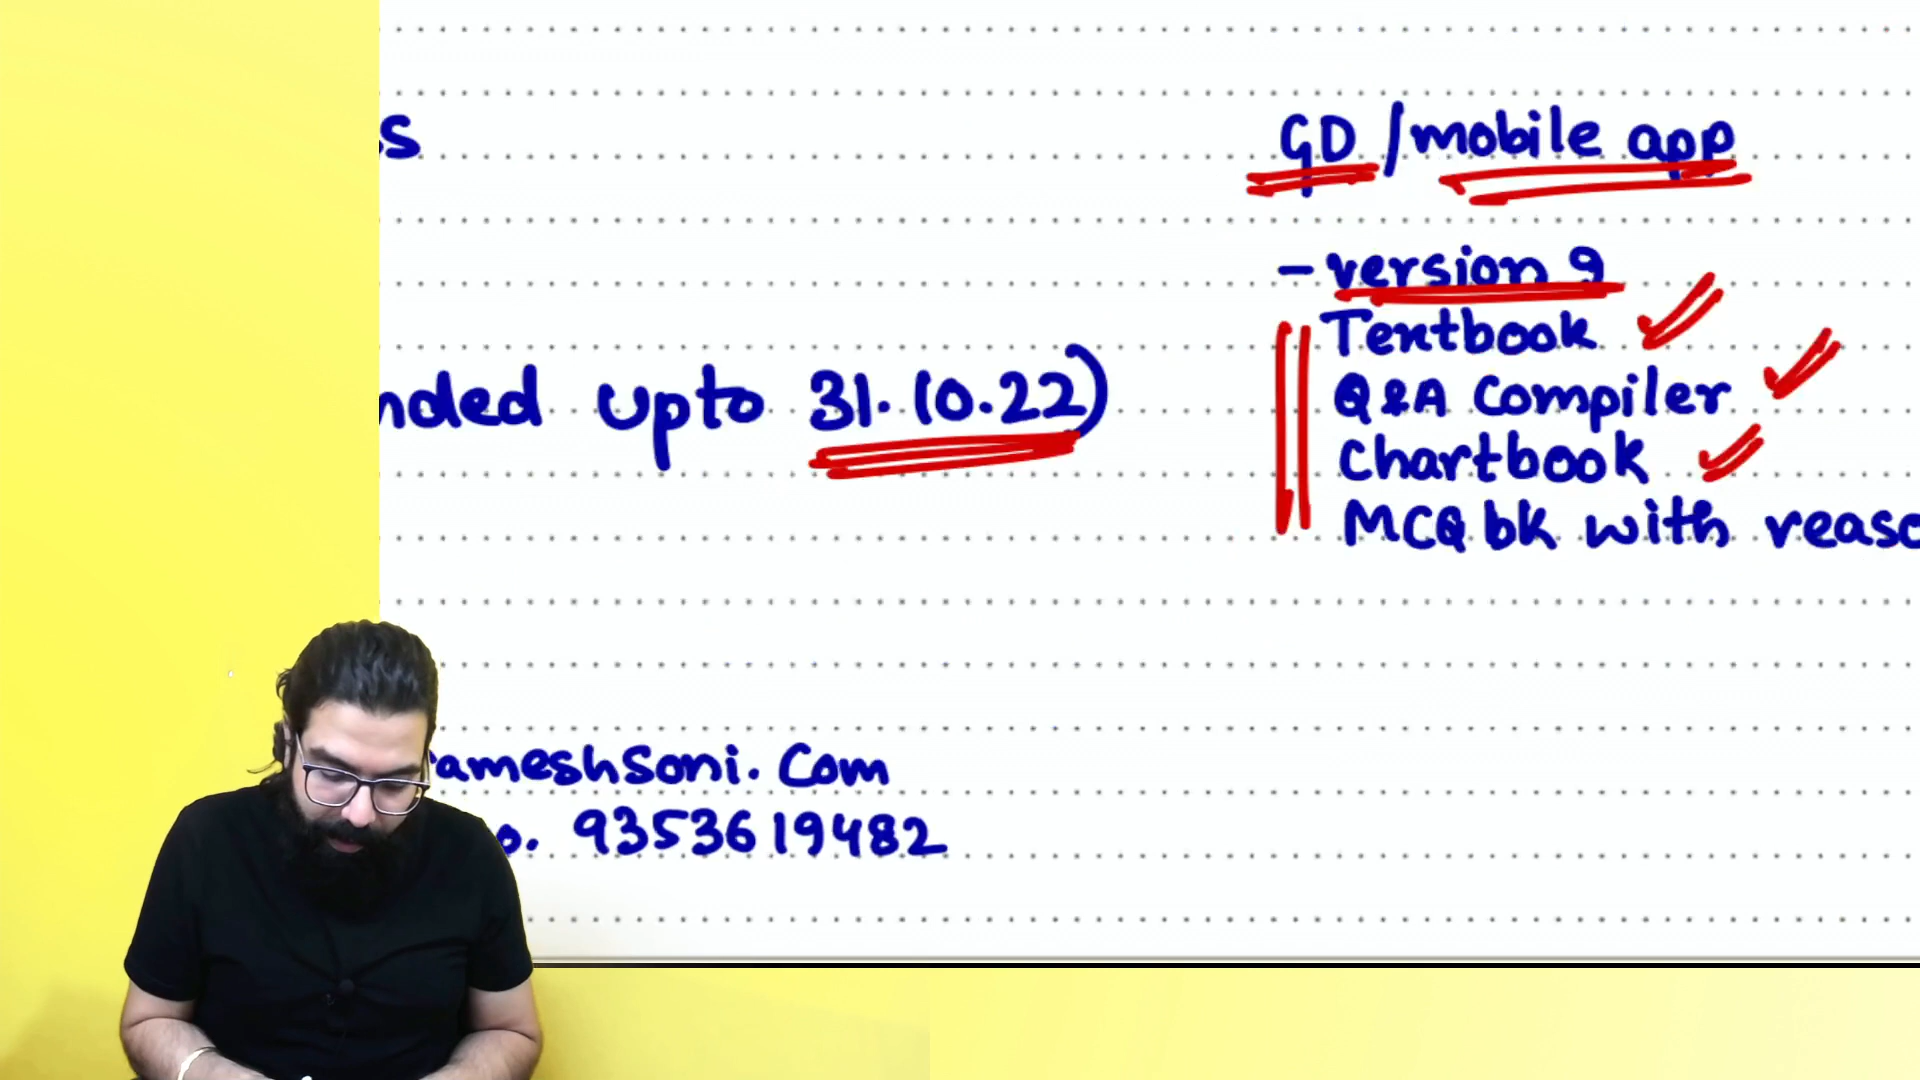 GD / mobile app
- version 9
Textbook
nded upto 31.10.22)
Q&A Compiler
Chartbook
MCQ bk with
ameshsoni.com
o. 9353619482